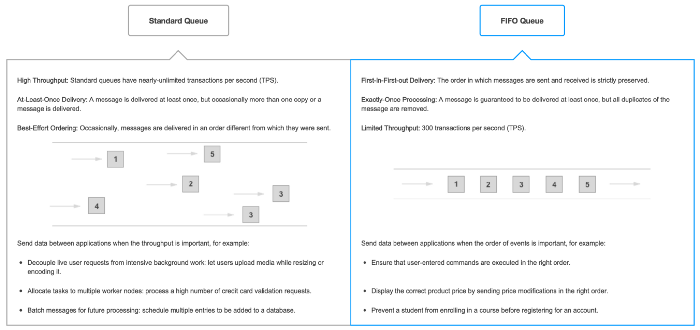 Standard Queue
High Throughput: Standard queues have nearly-unlimited transactions per second (TPS).
At-Least-Once Delivery: A message is delivered at least once, but occasionally more than one copy or a
message is delivered.
Best-Effort Ordering: Occasionally, messages are delivered in an order different from which they were sent.
1
5
2
3
4
3
Send data between applications when the throughput is important, for example:
• Decouple live user requests from intensive background work: let users upload media while resizing or
encoding it.
• Allocate tasks to multiple worker nodes: process a high number of credit card validation requests.
• Batch messages for future processing: schedule multiple entries to be added to a database.
FIFO Queue
First-In-First-out Delivery: The order in which messages are sent and received is strictly preserved.
Exactly-Once Processing: A message is guaranteed to be delivered at least once, but all duplicates of the
message are removed.
Limited Throughput: 300 transactions per second (TPS).
1 2 3 4 5
Send data between applications when the order of events is important, for example:
• Ensure that user-entered commands are executed in the right order.
• Display the correct product price by sending price modifications in the right order.
• Prevent a student from enrolling in a course before registering for an account.